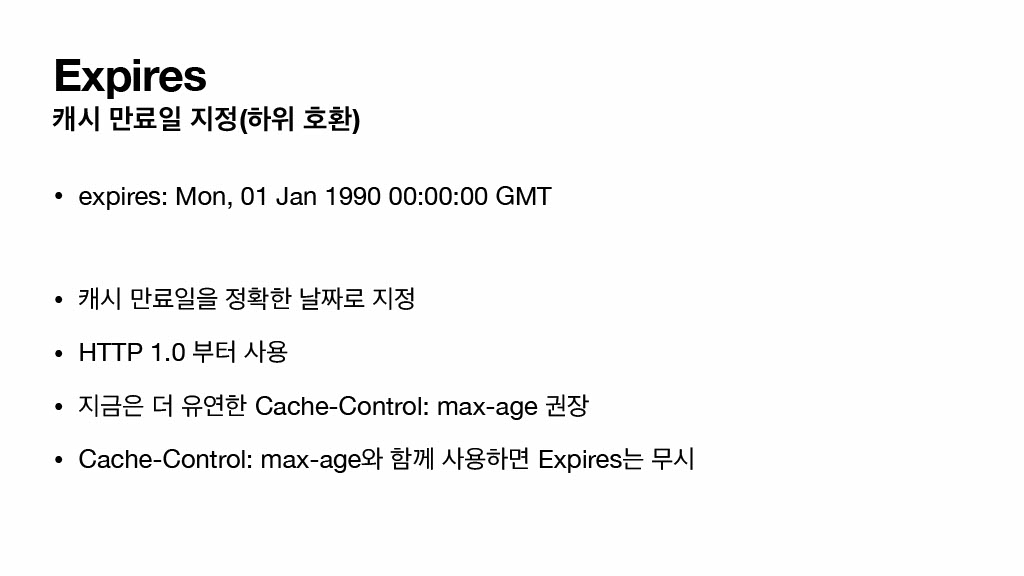 Expires
캐시 만료일 지정(하위 호환)
• expires: Mon, 01 Jan 1990 00:00:00 GMT
• 캐시 만료일을 정확한 날짜로 지정
• HTTP 1.0 부터 사용
• 지금은 더 유연한 Cache-Control: max-age 권장
• Cache-Control: max-age와 함께 사용하면 Expires는 무시